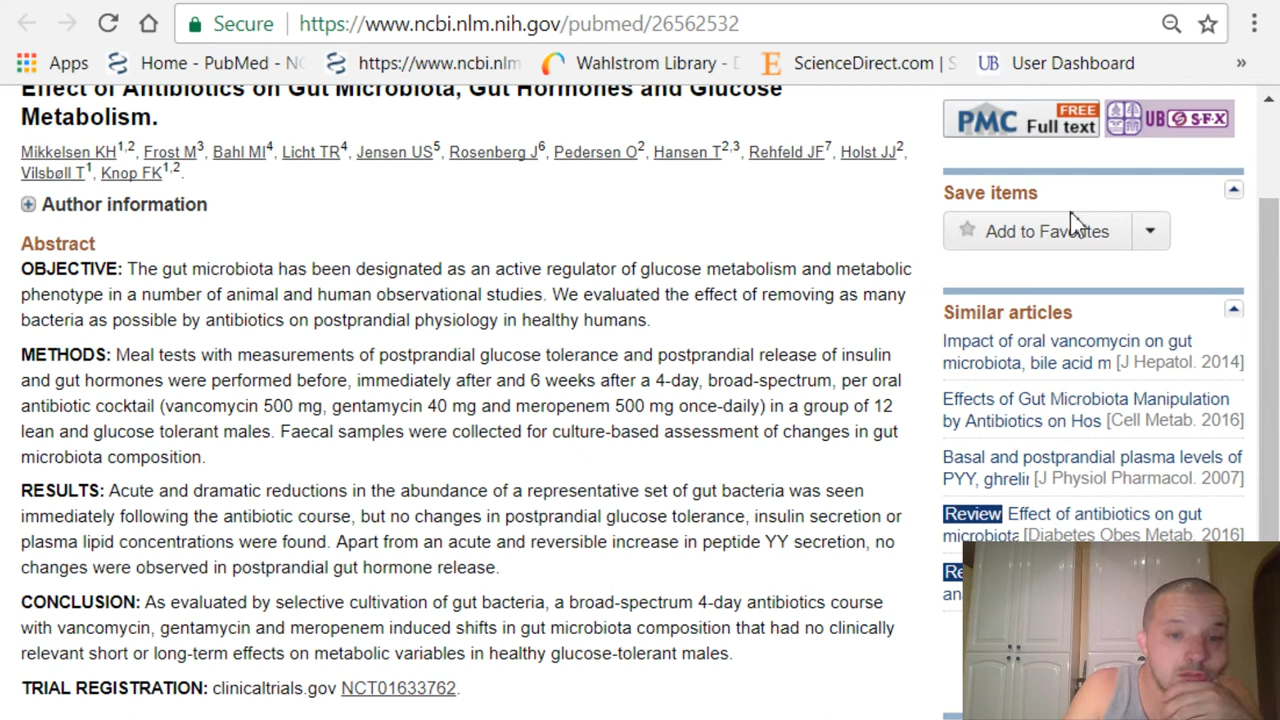 Secure https://www.ncbi.nlm.nih.gov/pubmed/26562532
Apps Home - PubMed - NC https://www.ncbi.nlm Wahlstrom Library - D ScienceDirect.com | S UB User Dashboard »
Effect of Antibiotics on Gut Microbiota, Gut Hormones and Glucose
Metabolism.
Mikkelsen KH1,2, Frost M3, Bahl MI4, Licht TR4, Jensen US5, Rosenberg J6, Pedersen O2, Hansen T2,3, Rehfeld JF7, Holst JJ2,
Vilsbøll T1, Knop FK1,2.
Author information
Abstract
OBJECTIVE: The gut microbiota has been designated as an active regulator of glucose metabolism and metabolic
phenotype in a number of animal and human observational studies. We evaluated the effect of removing as many
bacteria as possible by antibiotics on postprandial physiology in healthy humans.
METHODS: Meal tests with measurements of postprandial glucose tolerance and postprandial release of insulin
and gut hormones were performed before, immediately after and 6 weeks after a 4-day, broad-spectrum, per oral
antibiotic cocktail (vancomycin 500 mg, gentamycin 40 mg and meropenem 500 mg once-daily) in a group of 12
lean and glucose tolerant males. Faecal samples were collected for culture-based assessment of changes in gut
microbiota composition.
RESULTS: Acute and dramatic reductions in the abundance of a representative set of gut bacteria was seen
immediately following the antibiotic course, but no changes in postprandial glucose tolerance, insulin secretion or
plasma lipid concentrations were found. Apart from an acute and reversible increase in peptide YY secretion, no
changes were observed in postprandial gut hormone release.
CONCLUSION: As evaluated by selective cultivation of gut bacteria, a broad-spectrum 4-day antibiotics course
with vancomycin, gentamycin and meropenem induced shifts in gut microbiota composition that had no clinically
relevant short or long-term effects on metabolic variables in healthy glucose-tolerant males.
TRIAL REGISTRATION: clinicaltrials.gov NCT01633762.
PMC FREE Full text UB S·F·X
Save items
Add to Favorites
Similar articles
Impact of oral vancomycin on gut
microbiota, bile acid m [J Hepatol. 2014]
Effects of Gut Microbiota Manipulation
by Antibiotics on Hos [Cell Metab. 2016]
Basal and postprandial plasma levels of
PYY, ghrelir [J Physiol Pharmacol. 2007]
Review Effect of antibiotics on gut
microbiota [Diabetes Obes Metab. 2016]
Re
an